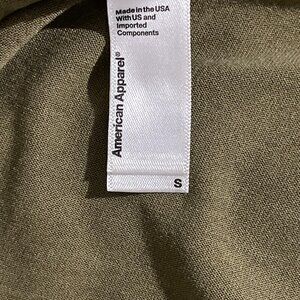 Made in the USA
With US and
Imported
Components
American Apparel®
S